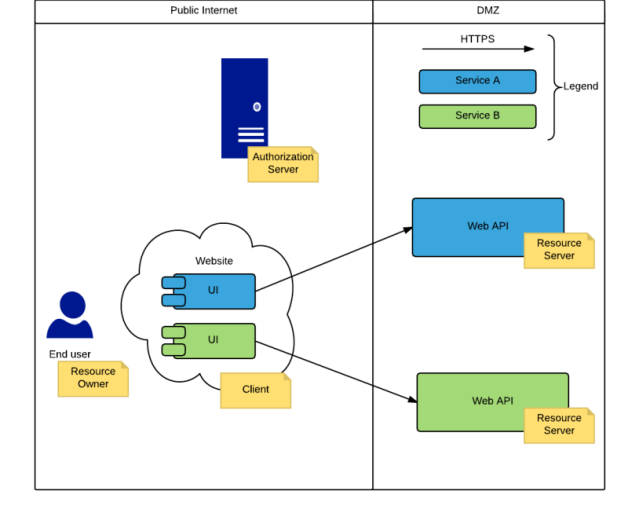 Public Internet
DMZ
HTTPS
Service A
Legend
Service B
Authorization
Server
Web API
Resource
Server
Website
UI
UI
End user
Resource
Owner
Client
Web API
Resource
Server